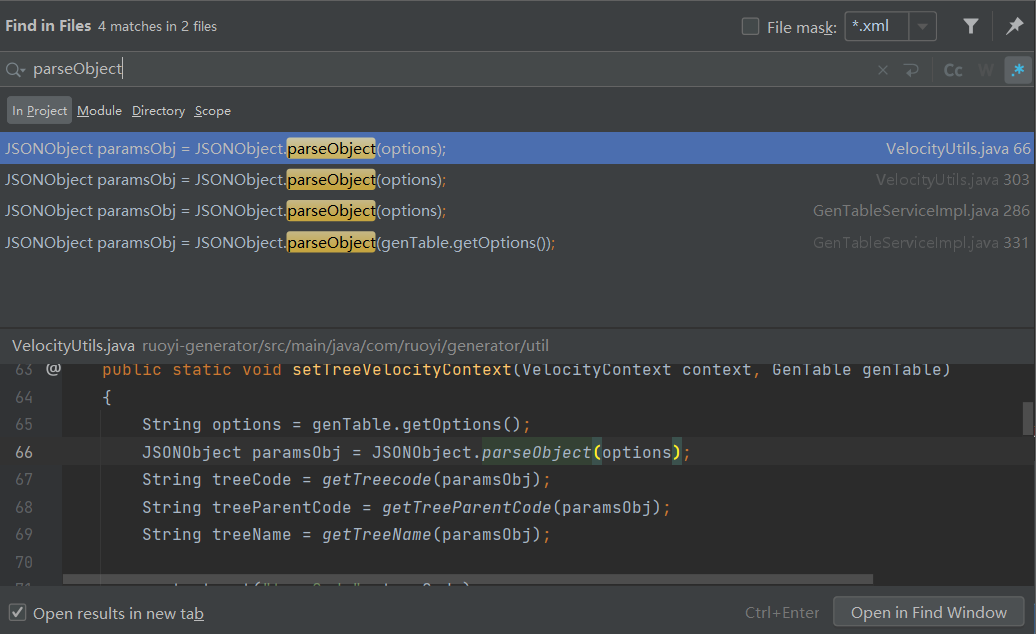 Find in Files 4 matches in 2 files File mask: *.xml
parseObject Cc W .*
In Project Module Directory Scope
JSONObject paramsObj = JSONObject.parseObject(options); VelocityUtils.java 66
JSONObject paramsObj = JSONObject.parseObject(options); VelocityUtils.java 303
JSONObject paramsObj = JSONObject.parseObject(options); GenTableServiceImpl.java 286
JSONObject paramsObj = JSONObject.parseObject(genTable.getOptions()); GenTableServiceImpl.java 331
VelocityUtils.java ruoyi-generator/src/main/java/com/ruoyi/generator/util
63 @ public static void setTreeVelocityContext(VelocityContext context, GenTable genTable)
64 {
65 String options = genTable.getOptions();
66 JSONObject paramsObj = JSONObject.parseObject(options);
67 String treeCode = getTreecode(paramsObj);
68 String treeParentCode = getTreeParentCode(paramsObj);
69 String treeName = getTreeName(paramsObj);
70
Open results in new tab Ctrl+Enter Open in Find Window